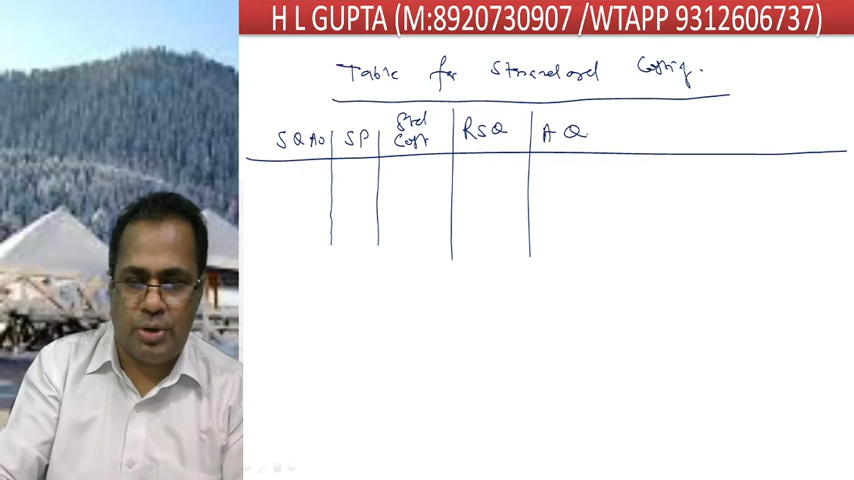 H L GUPTA (M:8920730907 /WTAPP 9312606737)
Table for Standard Costing.
SQAO SP Std Cost RSQ AQ